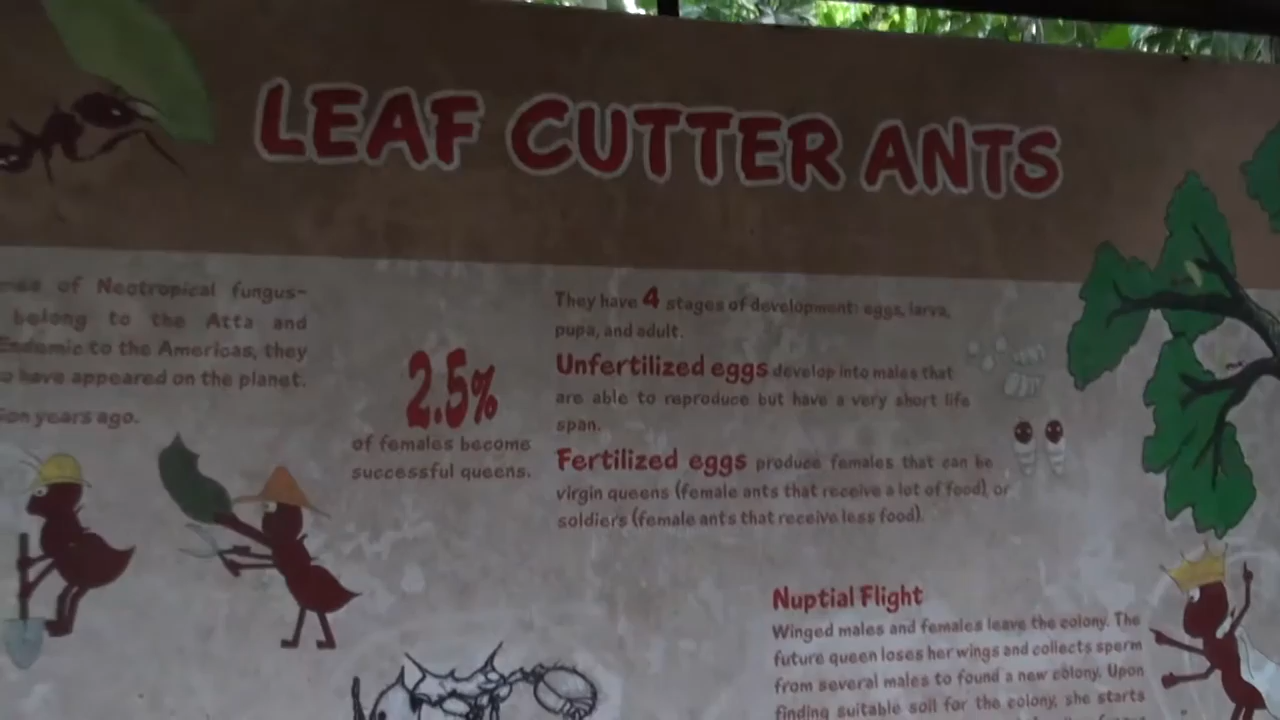 LEAF CUTTER ANTS
of Neotropical fungus-
belong to the Atta and
Endemic to the Americas, they
have appeared on the planet.
years ago.
2.5%
of females become
successful queens.
They have 4 stages of development: eggs, larva,
pupa, and adult.
Unfertilized eggs develop into males that
are able to reproduce but have a very short life
span.
Fertilized eggs produce females that can be
virgin queens (female ants that receive a lot of food), or
soldiers (female ants that receive less food).
Nuptial Flight
Winged males and females leave the colony. The
future queen loses her wings and collects sperm
from several males to found a new colony. Upon
finding suitable soil for the colony, she starts